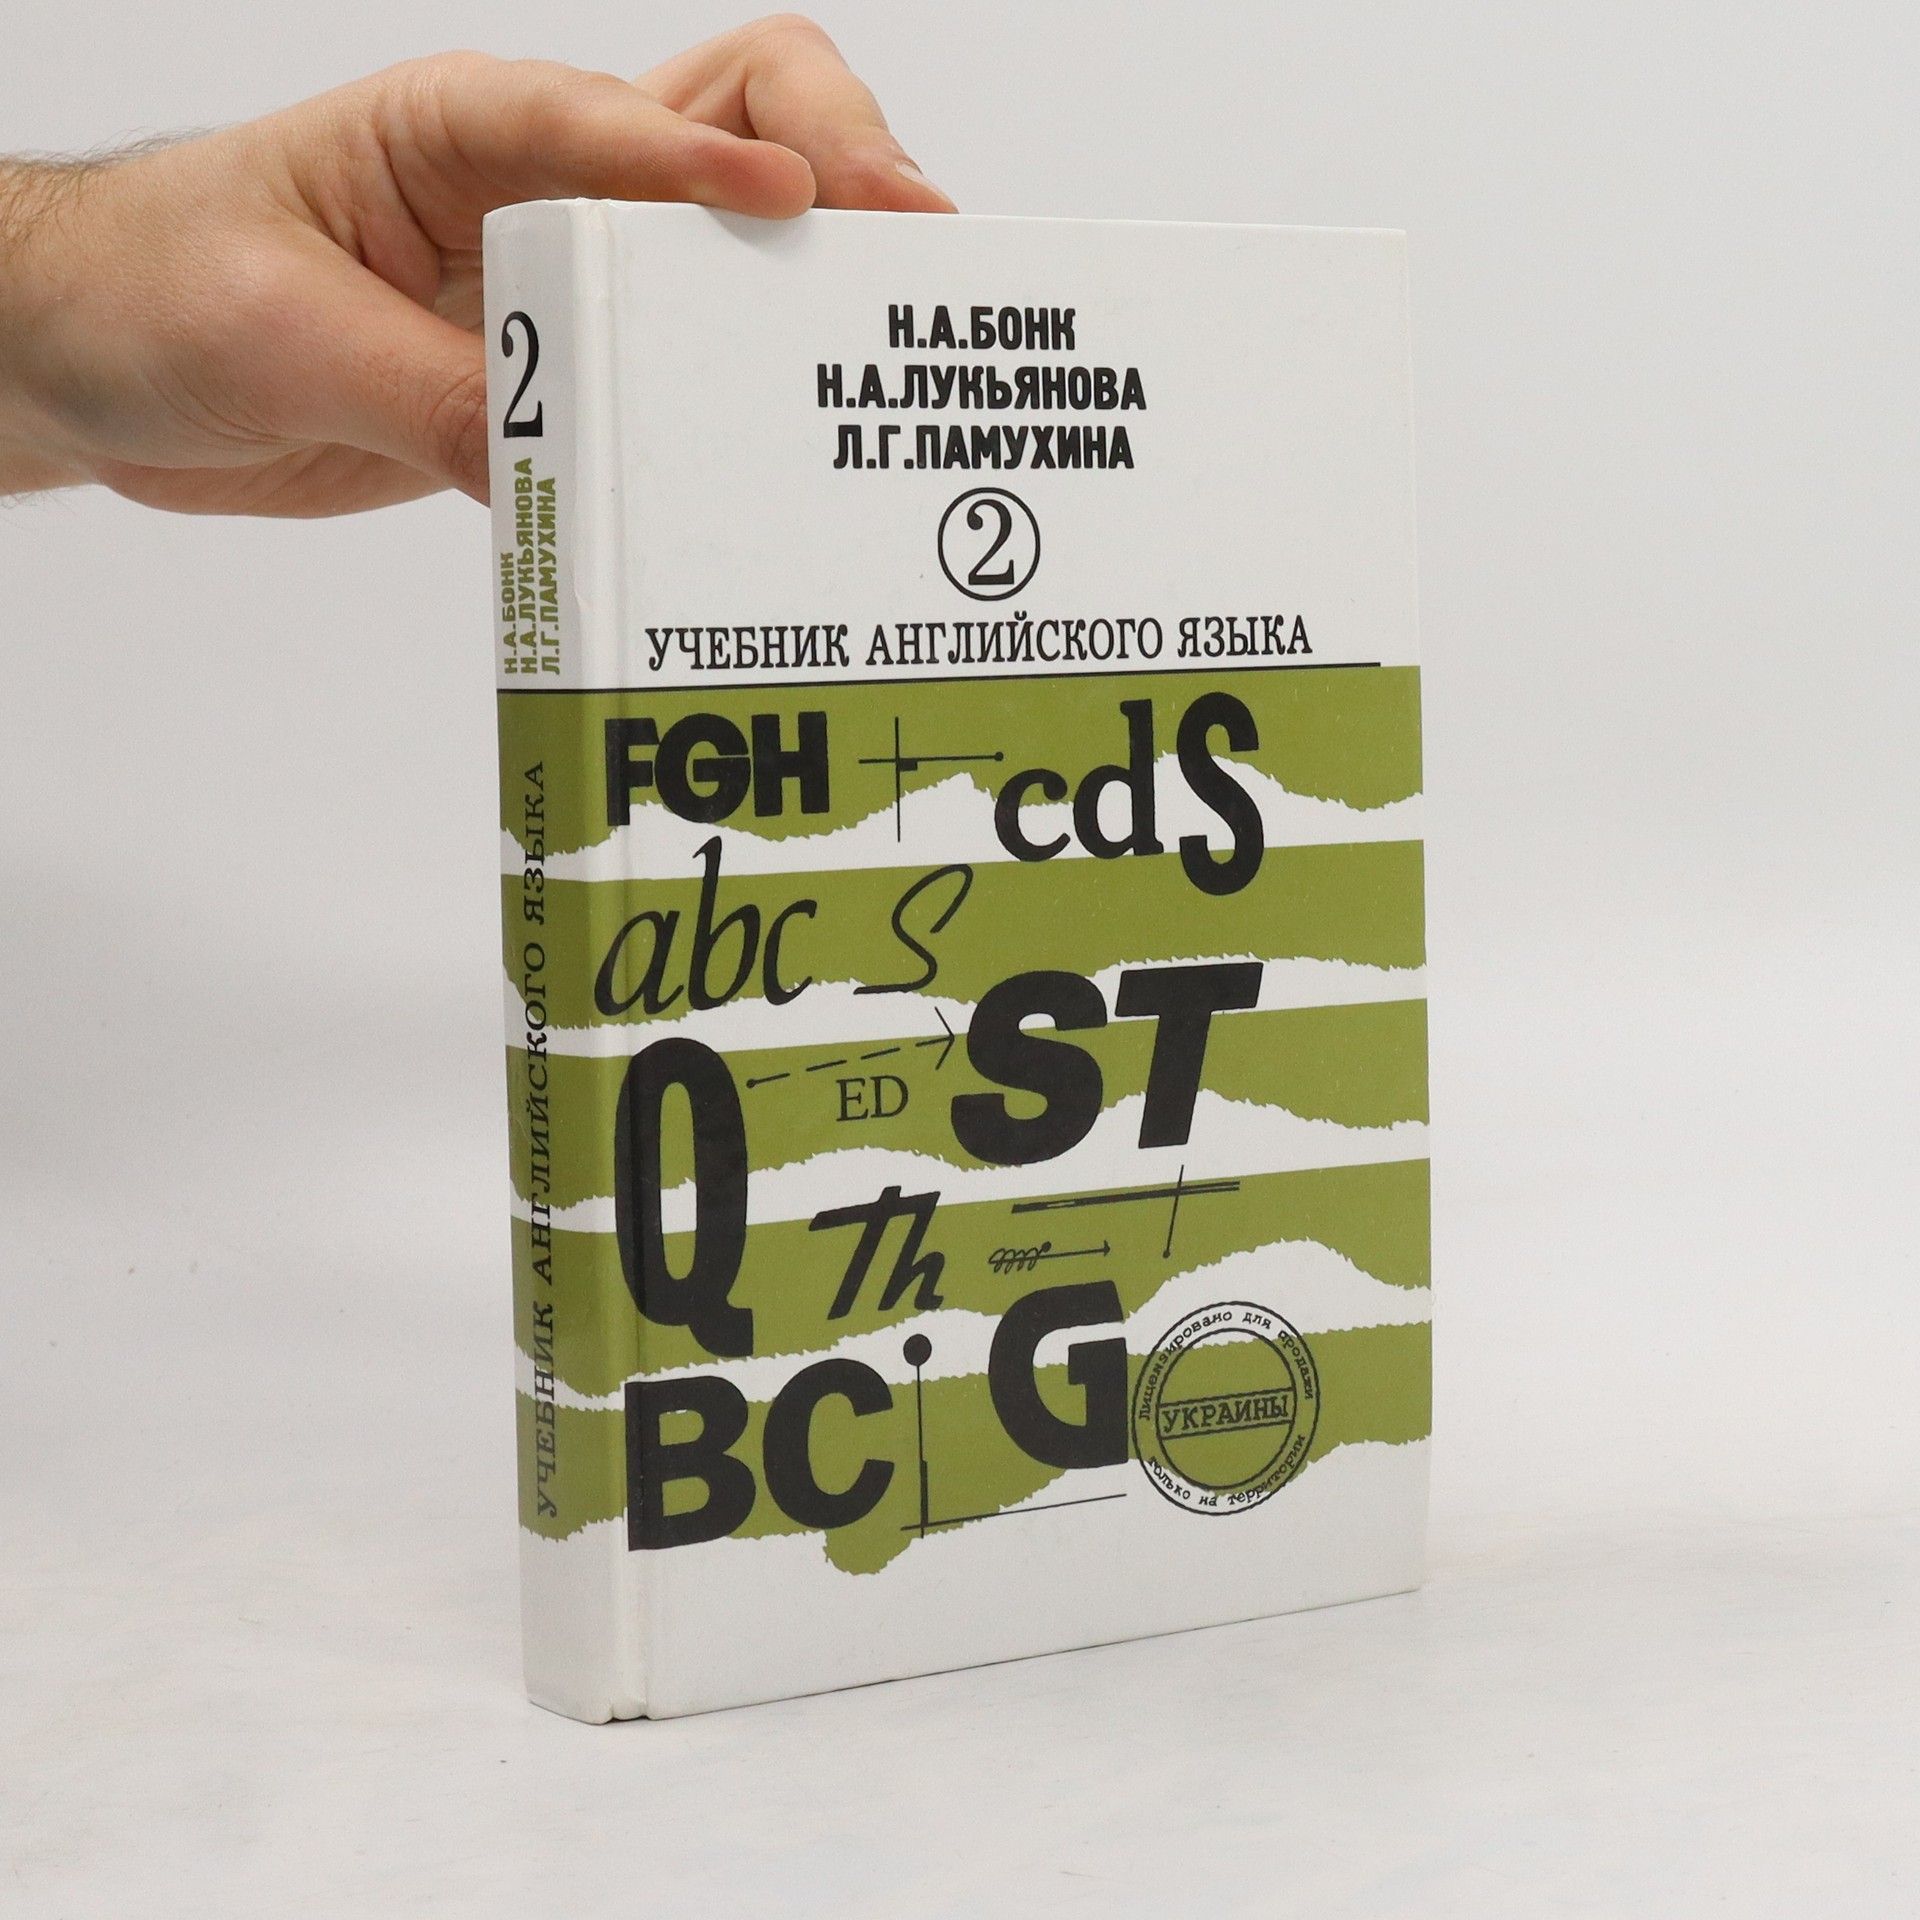 2
Н.А.БОНК
Н.А.ЛУКЬЯНОВА
Л.Г.ПАМУХИНА
УЧЕБНИК АНГЛИЙСКОГО ЯЗЫКА
Н.А.БОНК
Н.А.ЛУКЬЯНОВА
Л.Г.ПАМУХИНА
2
УЧЕБНИК АНГЛИЙСКОГО ЯЗЫКА
FGH
cdS
abc S
Q
ED
ST
Th
G
BC
Лицензировано для продажи
УКРАИНЫ
только на территории